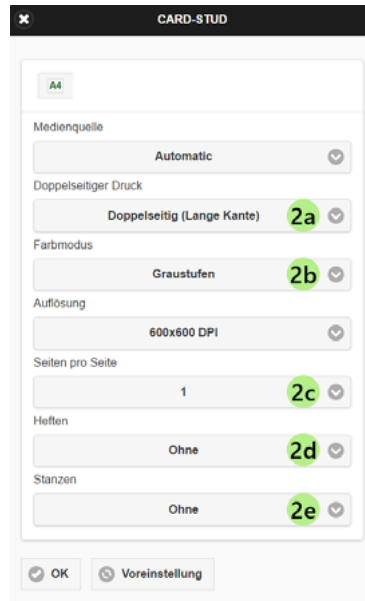 CARD-STUD
A4
Medienquelle
Automatic
Doppelseitiger Druck
Doppelseitig (Lange Kante) 2a
Farbmodus
Graustufen 2b
Auflösung
600x600 DPI
Seiten pro Seite
1 2c
Heften
Ohne 2d
Stanzen
Ohne 2e
OK Voreinstellung